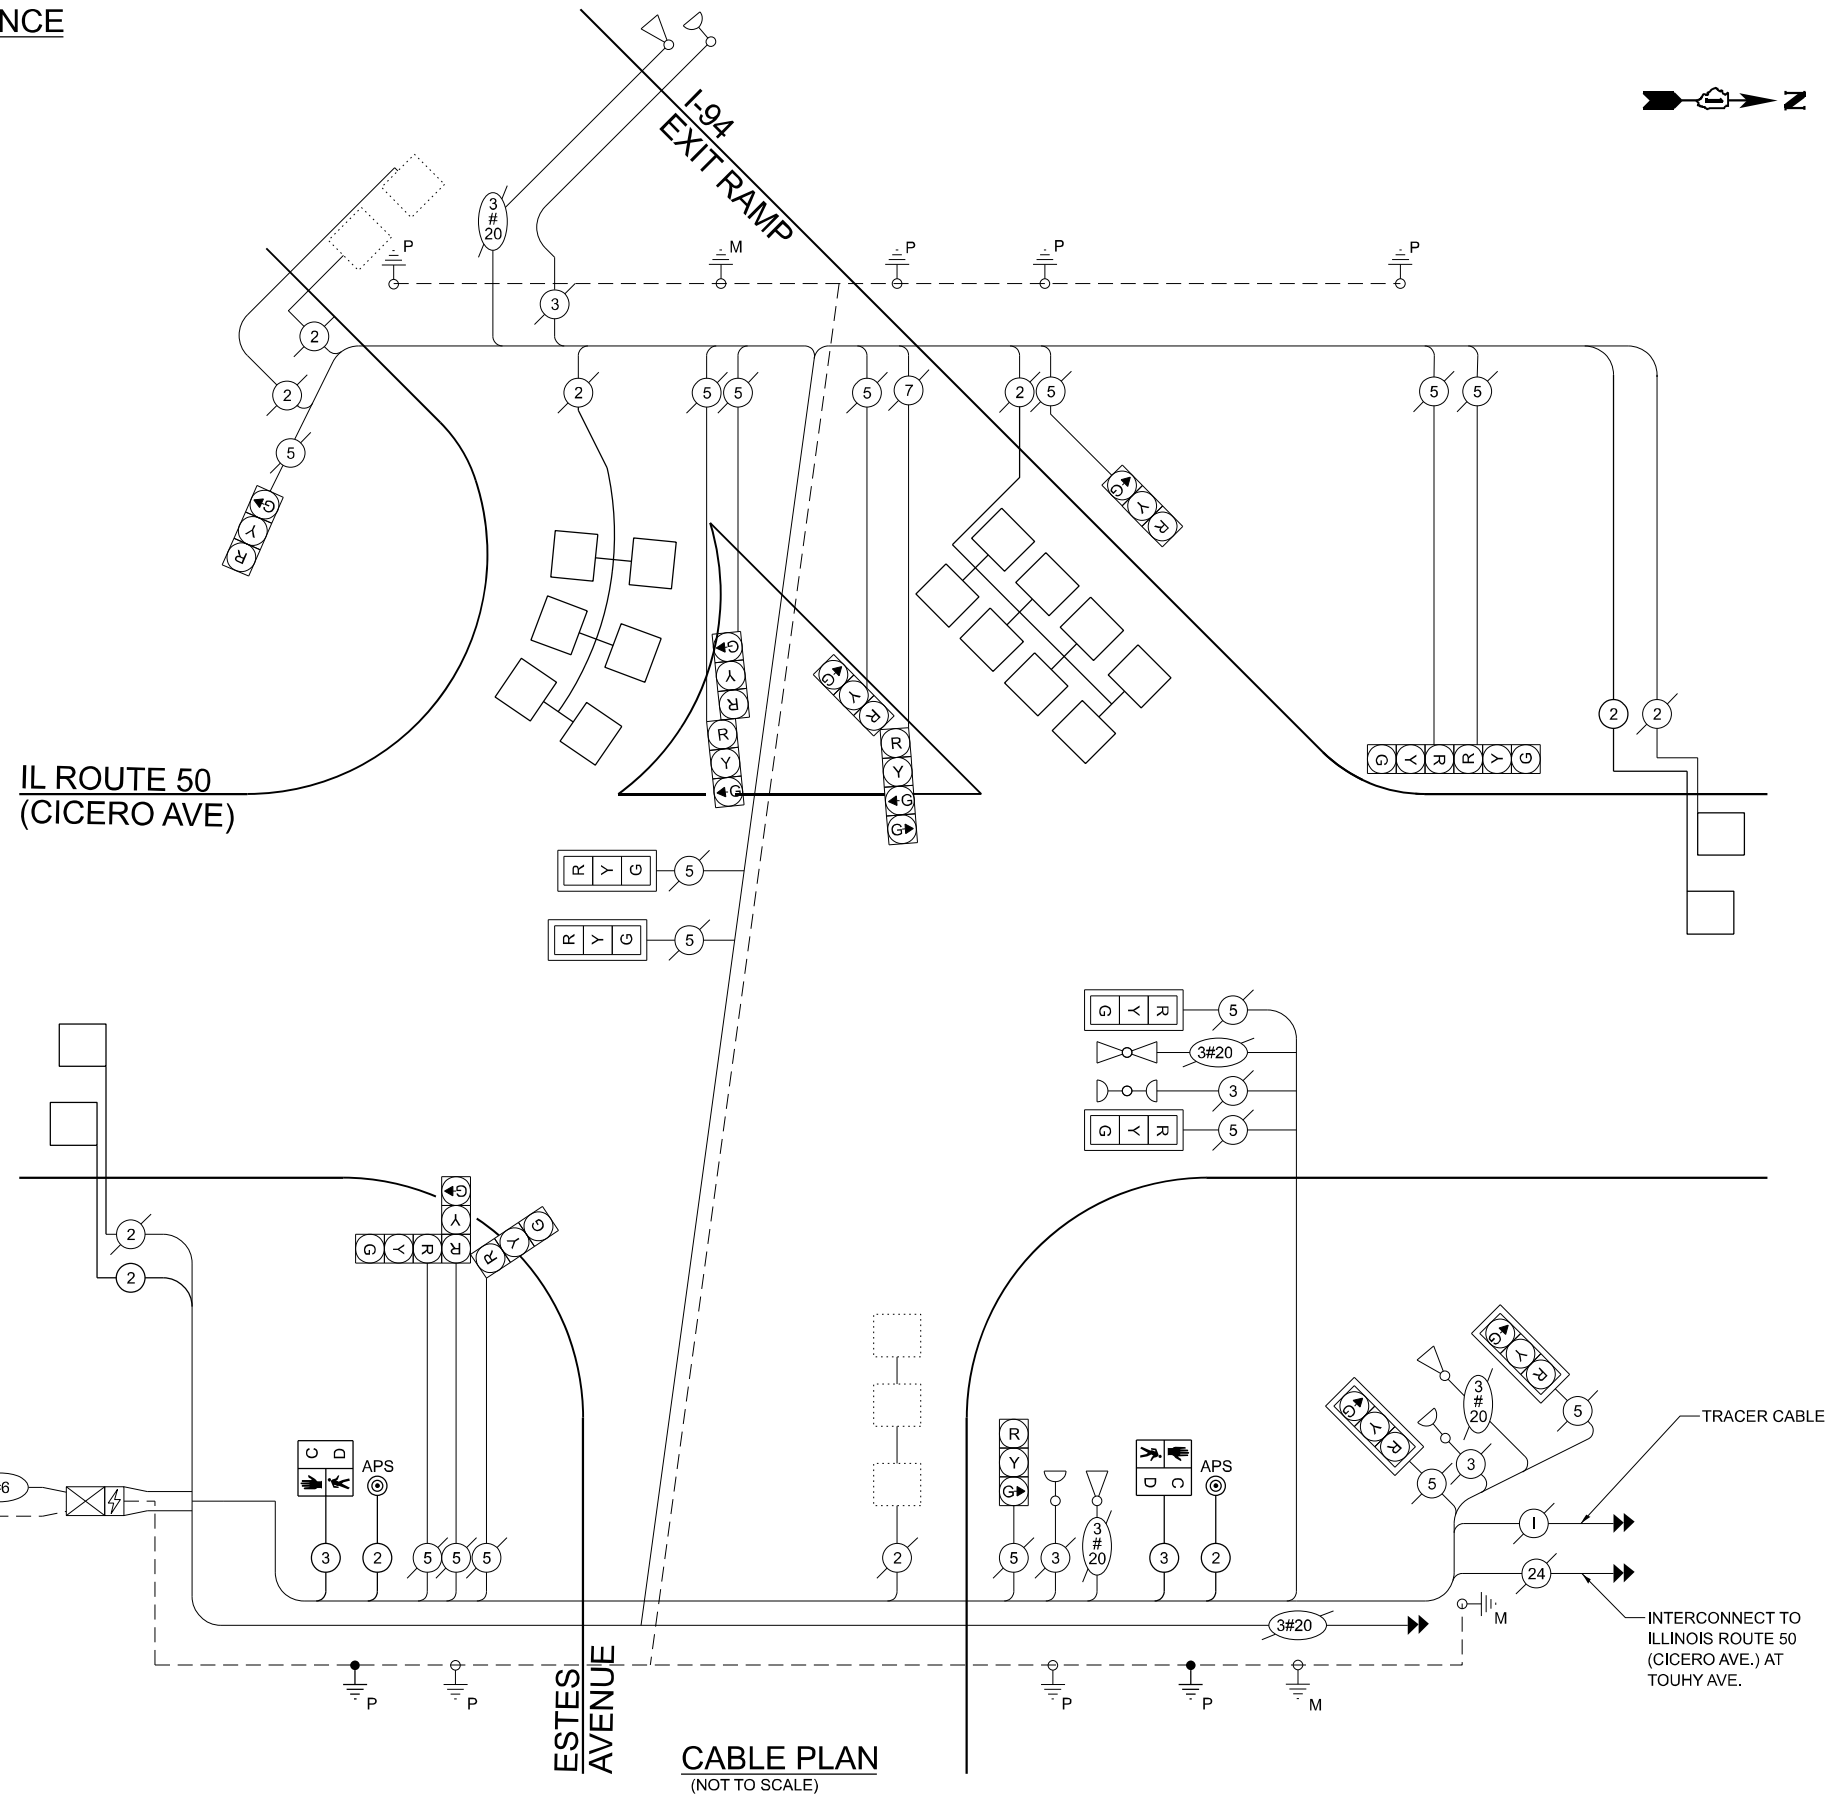 NCE
N
I-94
EXIT RAMP
3
#
20
P
M
P
P
P
3
2
2
5
2
5
5
5
7
2
5
5
5
G
Y
R
G
Y
R
G
Y
R
R
Y
G
G
Y
R
R
Y
G
G
G
Y
R
G Y R R Y G
2
2
IL ROUTE 50
(CICERO AVE)
R Y G
5
R Y G
5
G Y R
5
3#20
3
G Y R
5
2
2
G
Y
G Y R R
G
Y
R
G
Y
R
5
3
#
20
G
Y
R
5
3
TRACER CABLE
I
24
C D
APS
3
2
5
5
5
2
R
Y
G
5
3
3
#
20
D C
APS
3
2
6
3#20
M
INTERCONNECT TO
ILLINOIS ROUTE 50
(CICERO AVE.) AT
TOUHY AVE.
P
P
P
P
M
ESTES
AVENUE
CABLE PLAN
(NOT TO SCALE)